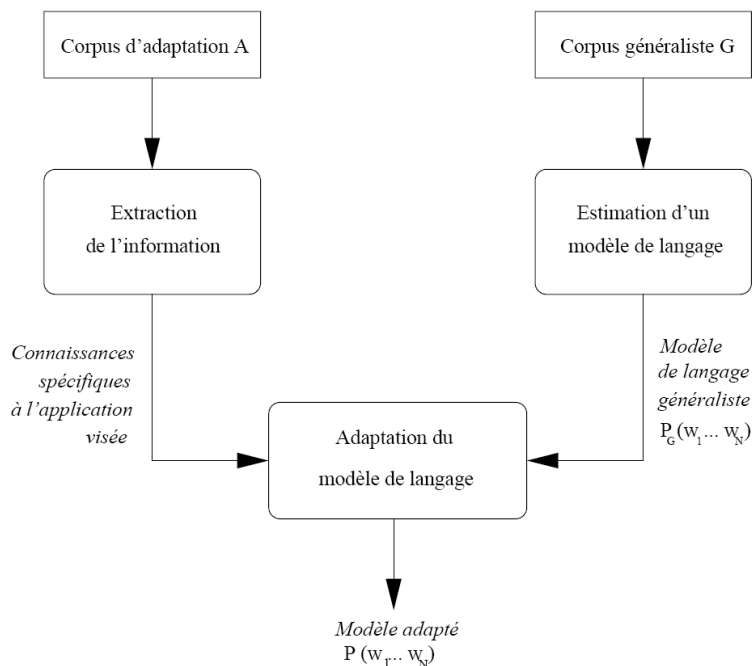 Corpus d'adaptation A
Corpus généraliste G
Extraction
de l'information
Estimation d'un
modèle de langage
Connaissances
spécifiques
à l'application
visée
Modèle
de langage
généraliste
P_G(w_1... w_N)
Adaptation du
modèle de langage
Modèle adapté
P (w_1... w_N)